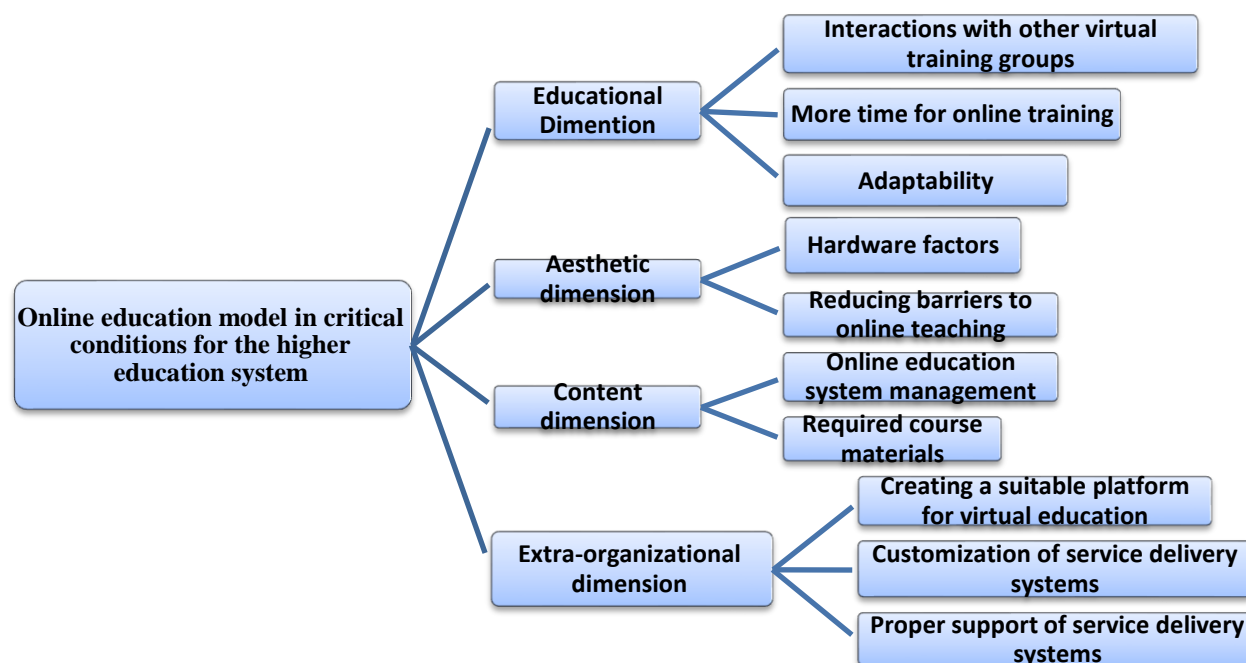 Online education model in critical
conditions for the higher
education system
Educational
Dimention
Interactions with other virtual
training groups
More time for online training
Adaptability
Aesthetic
dimension
Hardware factors
Reducing barriers to
online teaching
Content
dimension
Online education
system management
Required course
materials
Extra-organizational
dimension
Creating a suitable platform
for virtual education
Customization of service delivery
systems
Proper support of service delivery
systems